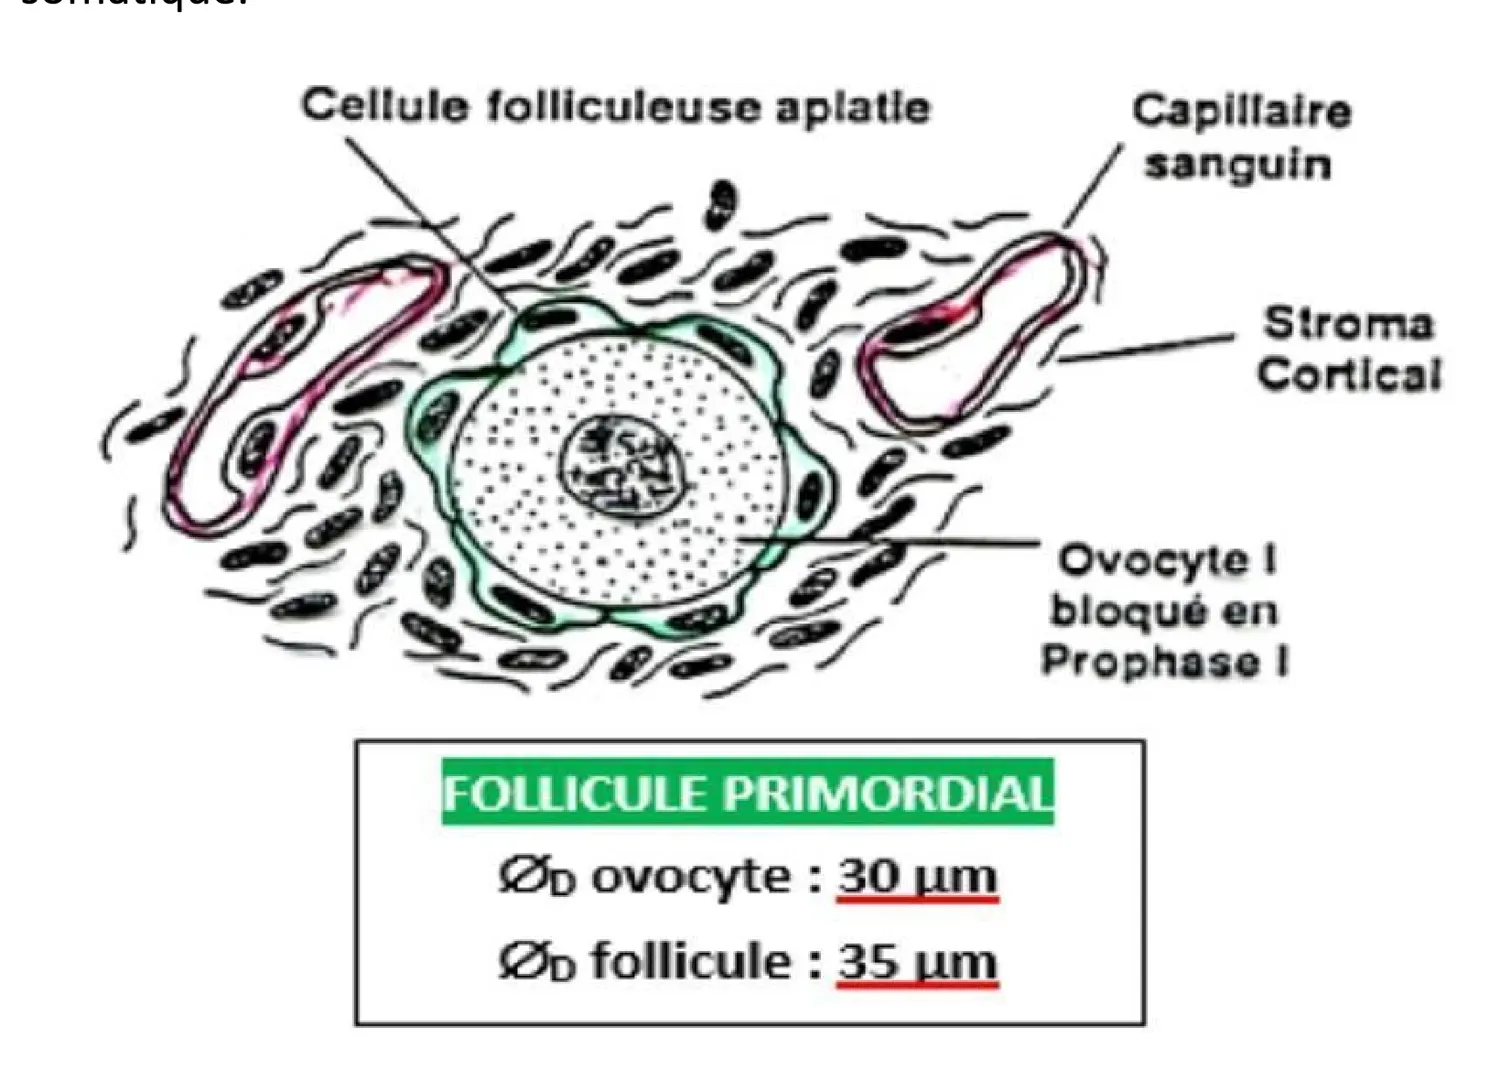 somatique.
Cellule folliculeuse aplatie
Capillaire
sanguin
Stroma
Cortical
Ovocyte I
bloqué en
Prophase I
FOLLICULE PRIMORDIAL
ØD ovocyte : 30 µm
ØD follicule : 35 µm